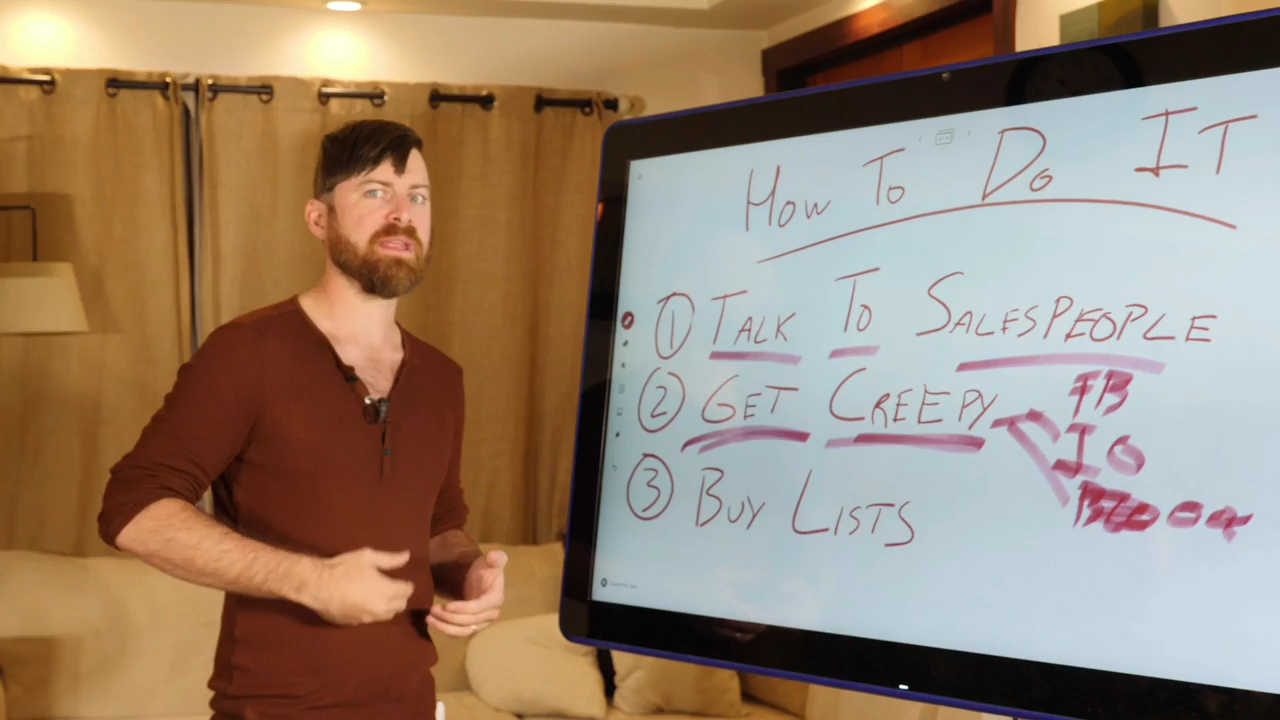 How To Do IT
① TALK To SALESPEOPLE
② GET CREEPY
FB
IG
③ BUY LISTS